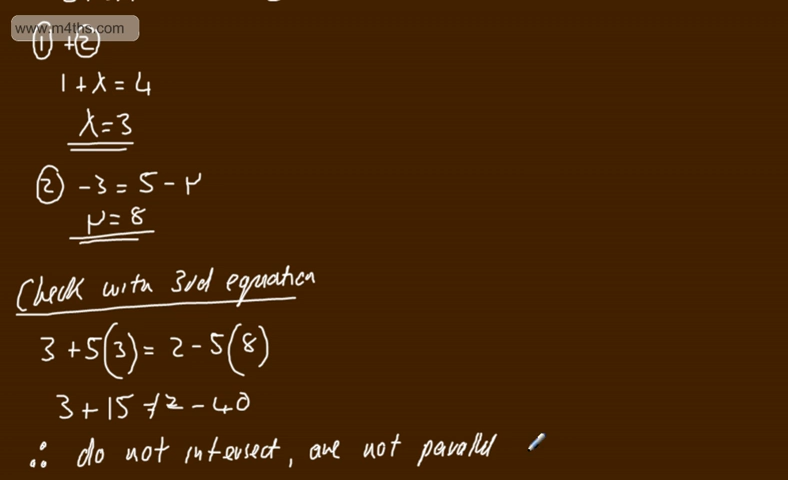 www.m4ths.com
① + ②
1 + λ = 4
λ = 3
② -3 = 5 - μ
μ = 8
Check with 3rd equation
3 + 5(3) = 2 - 5(8)
3 + 15 ≠ 2 - 40
∴ do not intersect, are not parallel